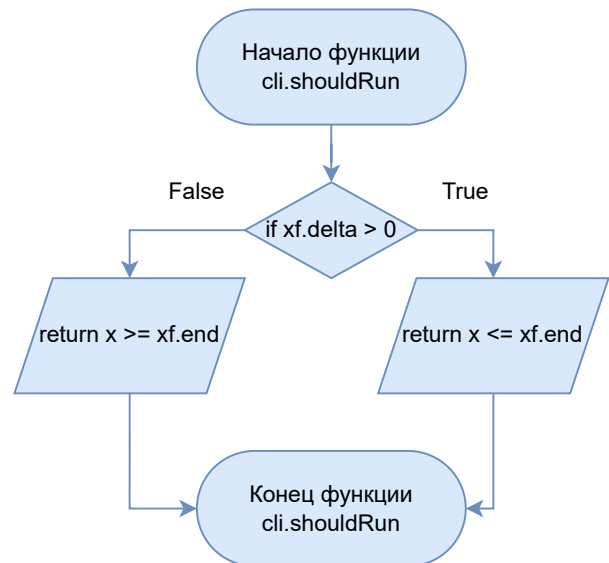 Начало функции
cli.shouldRun
False
True
if xf.delta > 0
return x >= xf.end
return x <= xf.end
Конец функции
cli.shouldRun